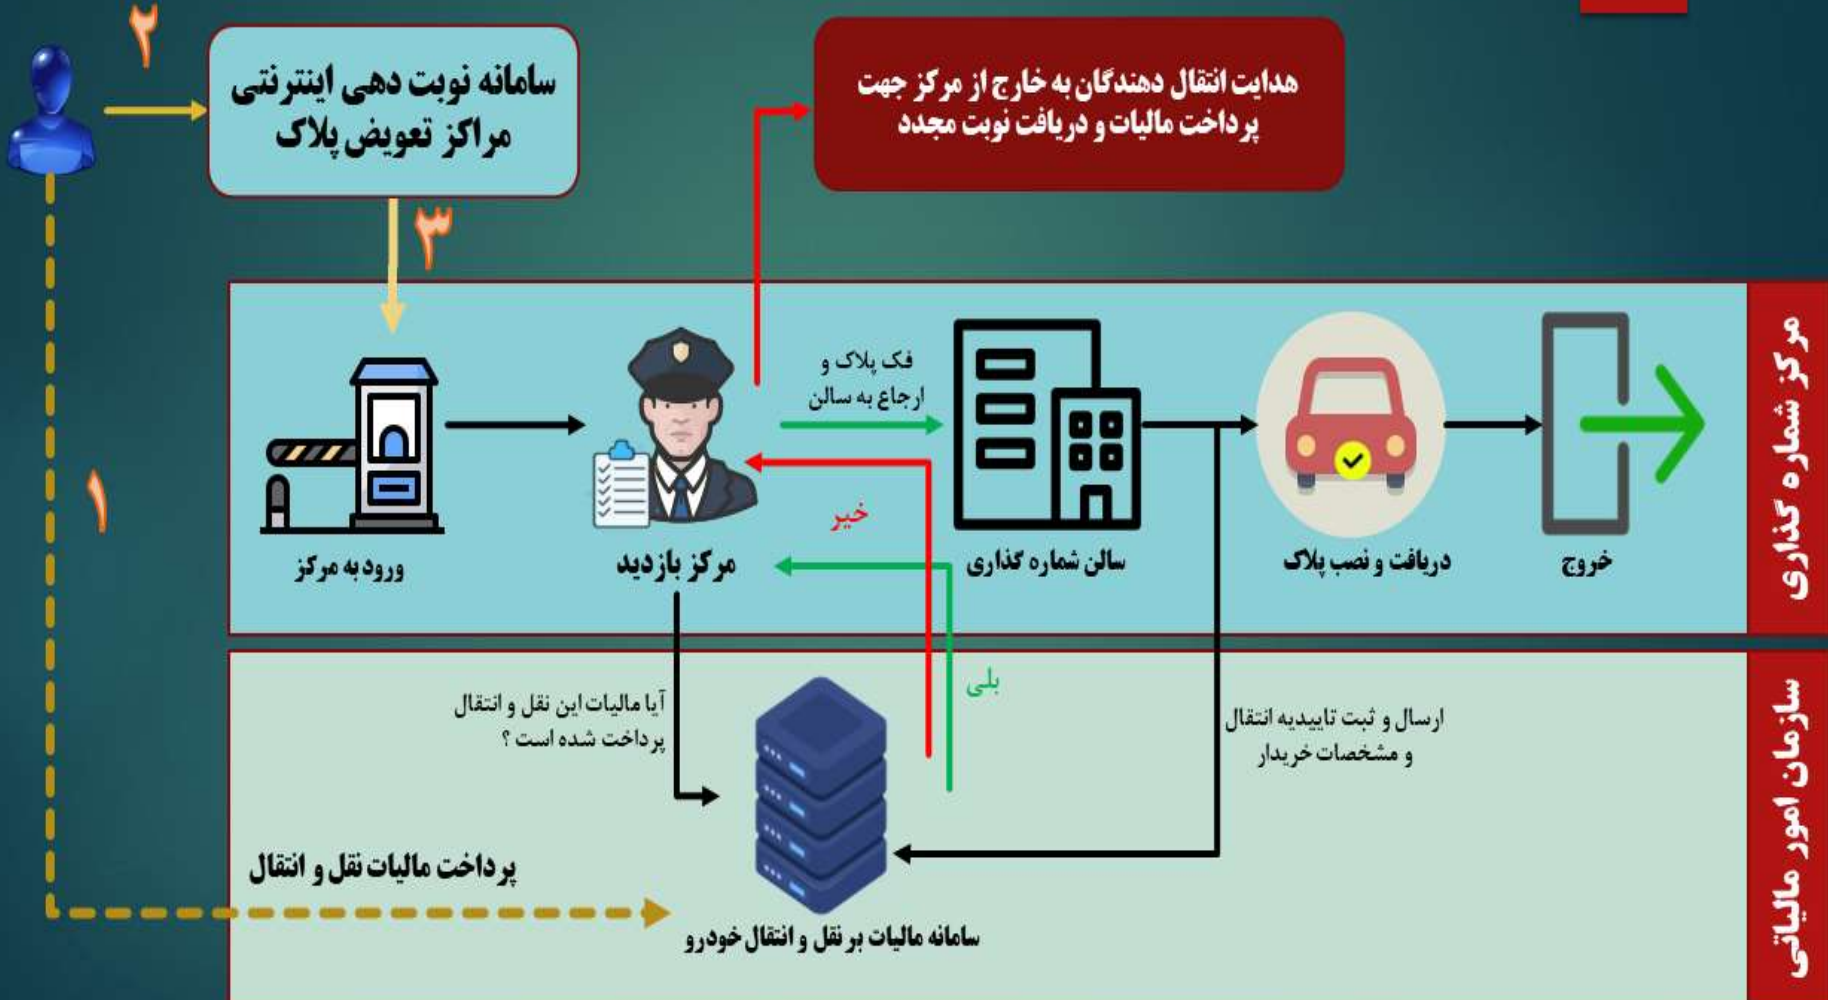 ۲
سامانه نوبت دهی اینترنتی
مراکز تعویض پلاک
هدایت انتقال دهندگان به خارج از مرکز جهت
پرداخت مالیات و دریافت نوبت مجدد
۳
مرکز شماره گذاری
ورود به مرکز
مرکز بازدید
فک پلاک و
ارجاع به سالن
خیر
سالن شماره گذاری
دریافت و نصب پلاک
خروج
۱
سازمان امور مالیاتی
آیا مالیات این نقل و انتقال
پرداخت شده است ؟
بلی
ارسال و ثبت تاییدیه انتقال
و مشخصات خریدار
پرداخت مالیات نقل و انتقال
سامانه مالیات بر نقل و انتقال خودرو